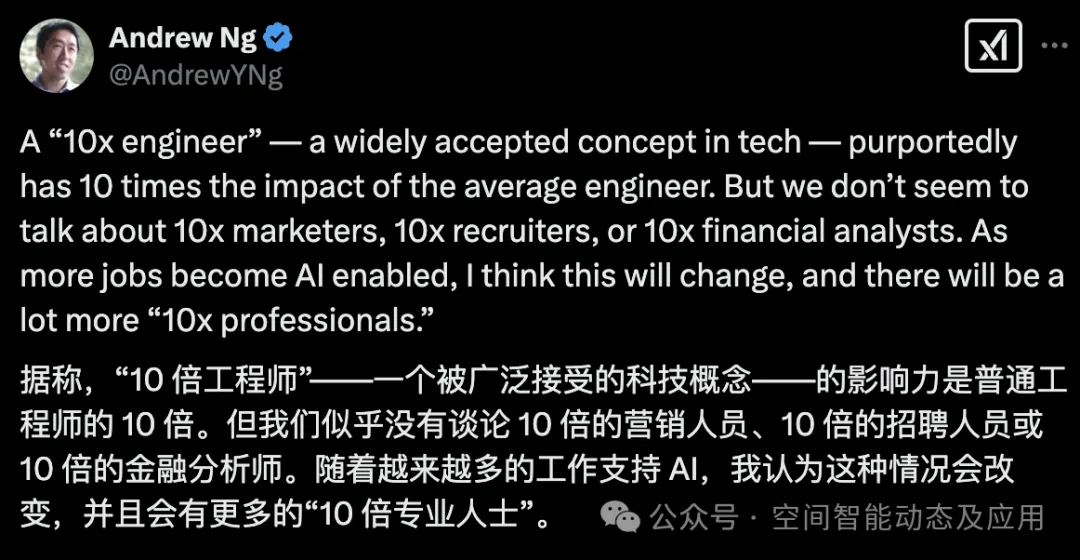 Andrew Ng
@AndrewYNg
A “10x engineer” — a widely accepted concept in tech — purportedly
has 10 times the impact of the average engineer. But we don’t seem to
talk about 10x marketers, 10x recruiters, or 10x financial analysts. As
more jobs become AI enabled, I think this will change, and there will be a
lot more “10x professionals.”
据称，“10 倍工程师”——一个被广泛接受的科技概念——的影响力是普通工
程师的 10 倍。但我们似乎没有谈论 10 倍的营销人员、10 倍的招聘人员或
10 倍的金融分析师。随着越来越多的工作支持 AI，我认为这种情况会改
变，并且会有更多的“10 倍专业人士”。
公众号 · 空间智能动态及应用